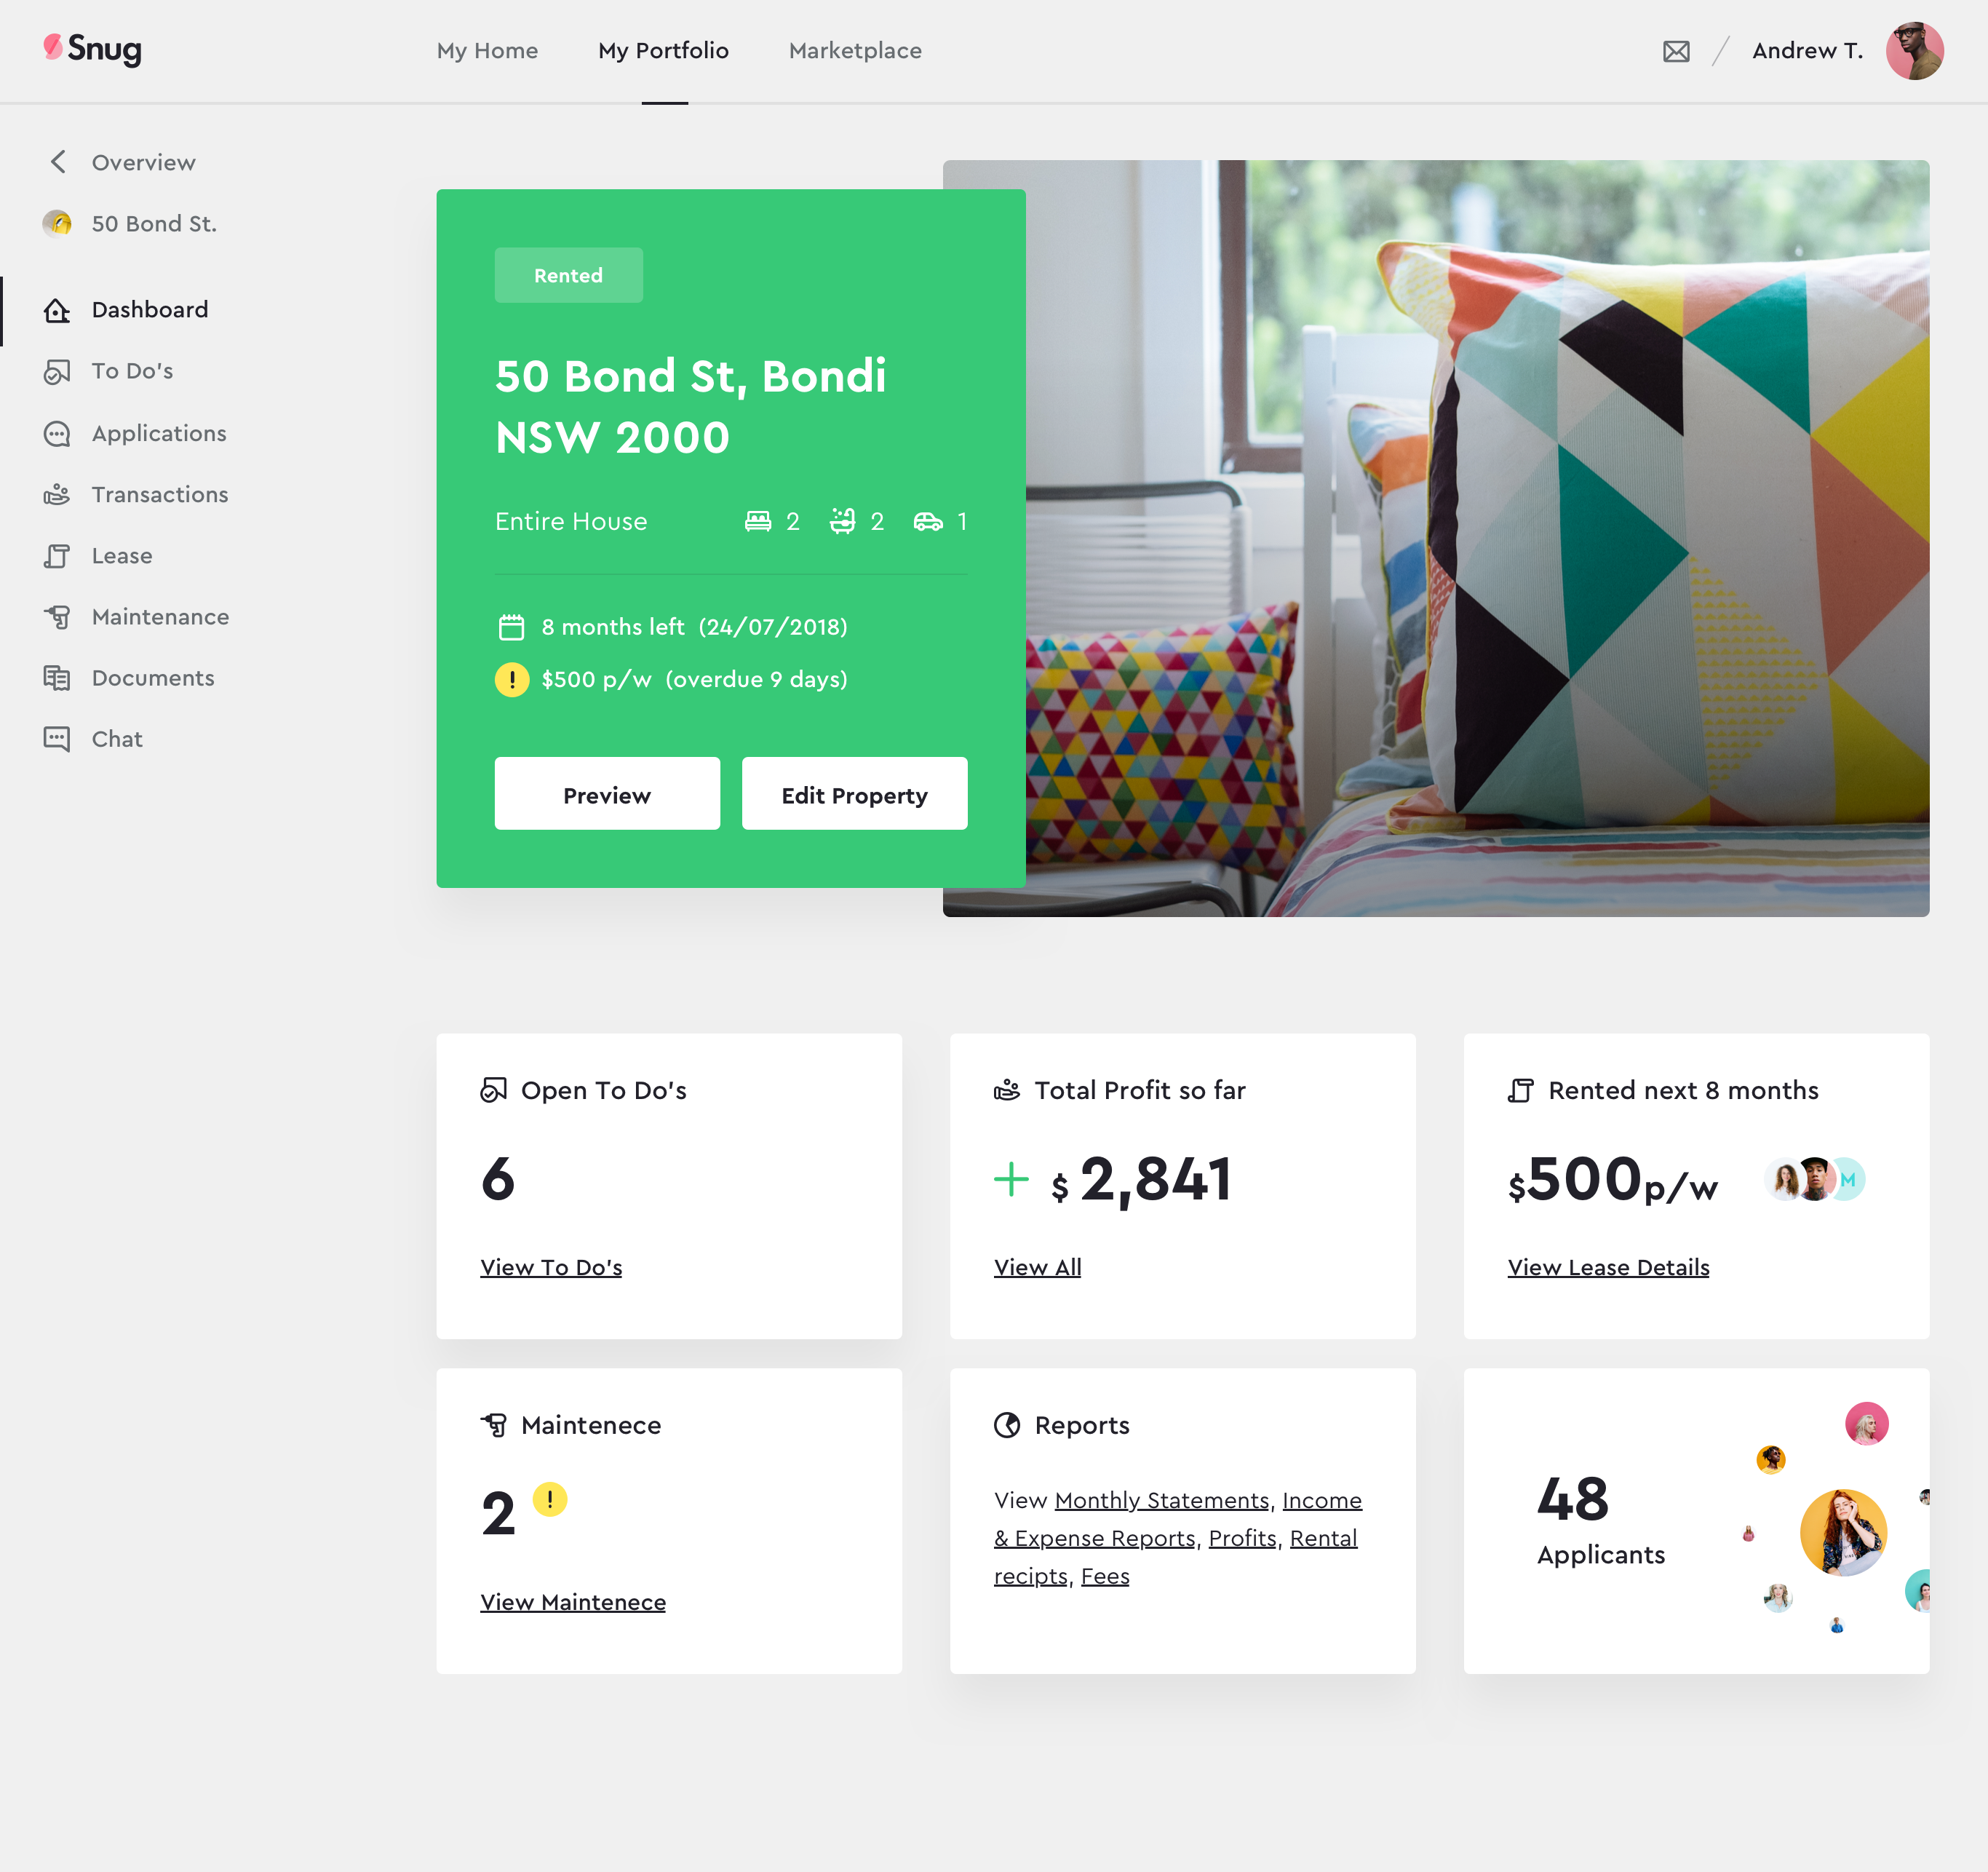 Snug
My Home
My Portfolio
Marketplace
Andrew T.
Overview
50 Bond St.
Dashboard
To Do's
Applications
Transactions
Lease
Maintenance
Documents
Chat
Rented
50 Bond St, Bondi
NSW 2000
Entire House 2 2 1
8 months left (24/07/2018)
! $500 p/w (overdue 9 days)
Preview
Edit Property
Open To Do's
6
View To Do's
Total Profit so far
+ $ 2,841
View All
Rented next 8 months
$500p/w M
View Lease Details
Maintenece
2 !
View Maintenece
Reports
View Monthly Statements, Income
& Expense Reports, Profits, Rental
recipts, Fees
48
Applicants